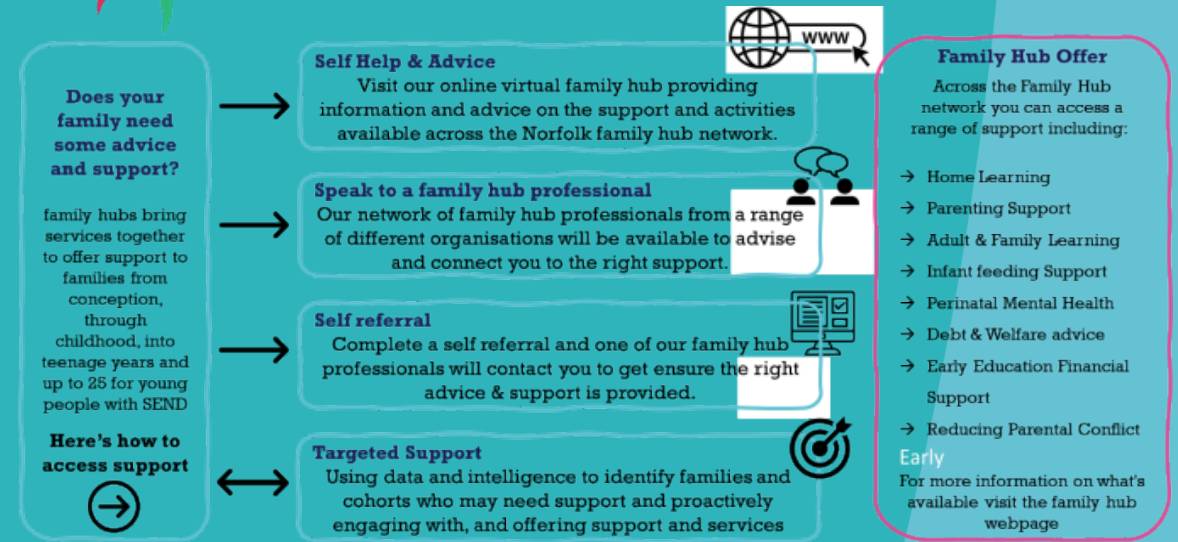 Does your
family need
some advice
and support?
family hubs bring
services together
to offer support to
families from
conception,
through
childhood, into
teenage years and
up to 25 for young
people with SEND
Here's how to
access support
Self Help & Advice
Visit our online virtual family hub providing
information and advice on the support and activities
available across the Norfolk family hub network.
www
Speak to a family hub professional
Our network of family hub professionals from a range
of different organisations will be available to advise
and connect you to the right support.
Self referral
Complete a self referral and one of our family hub
professionals will contact you to get ensure the right
advice & support is provided.
Targeted Support
Using data and intelligence to identify families and
cohorts who may need support and proactively
engaging with, and offering support and services
Family Hub Offer
Across the Family Hub
network you can access a
range of support including:
→ Home Learning
→ Parenting Support
→ Adult & Family Learning
→ Infant feeding Support
→ Perinatal Mental Health
→ Debt & Welfare advice
→ Early Education Financial
Support
→ Reducing Parental Conflict
Early
For more information on what's
available visit the family hub
webpage